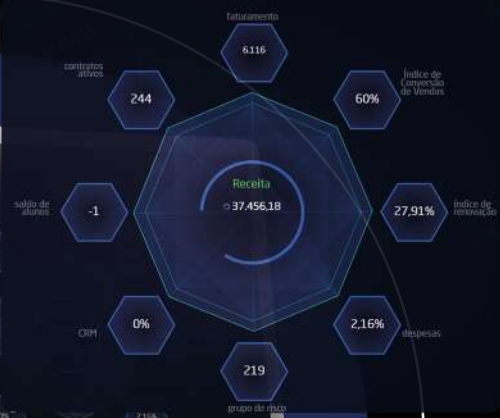 faturamento
6.116
contratos
ativos
244
Índice de
Conversão
de Vendas
60%
Receita
37.456,18
saldo de
alunos
-1
27,91%
índice de
renovação
CRM
0%
2,16%
despesas
219
grupo de risco